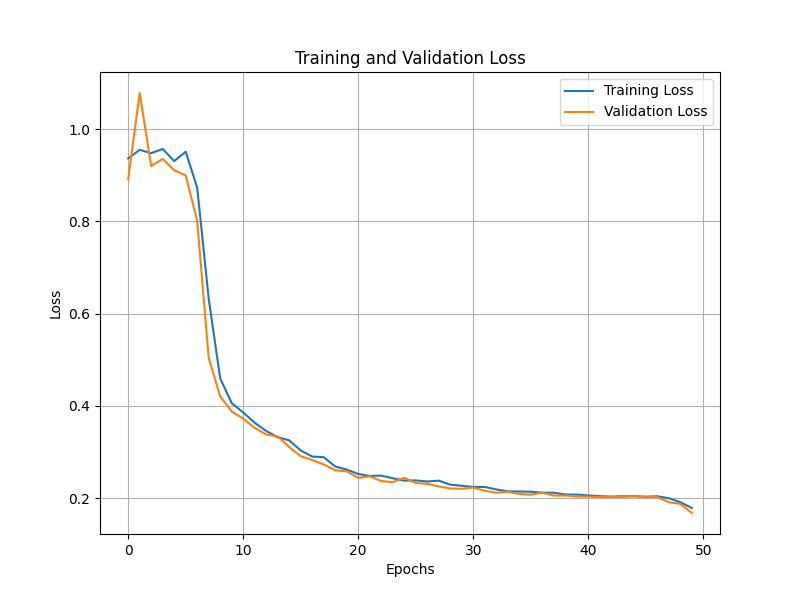 Training and Validation Loss
Training Loss
Validation Loss
1.0
0.8
0.6
0.4
0.2
Loss
0 10 20 30 40 50
Epochs